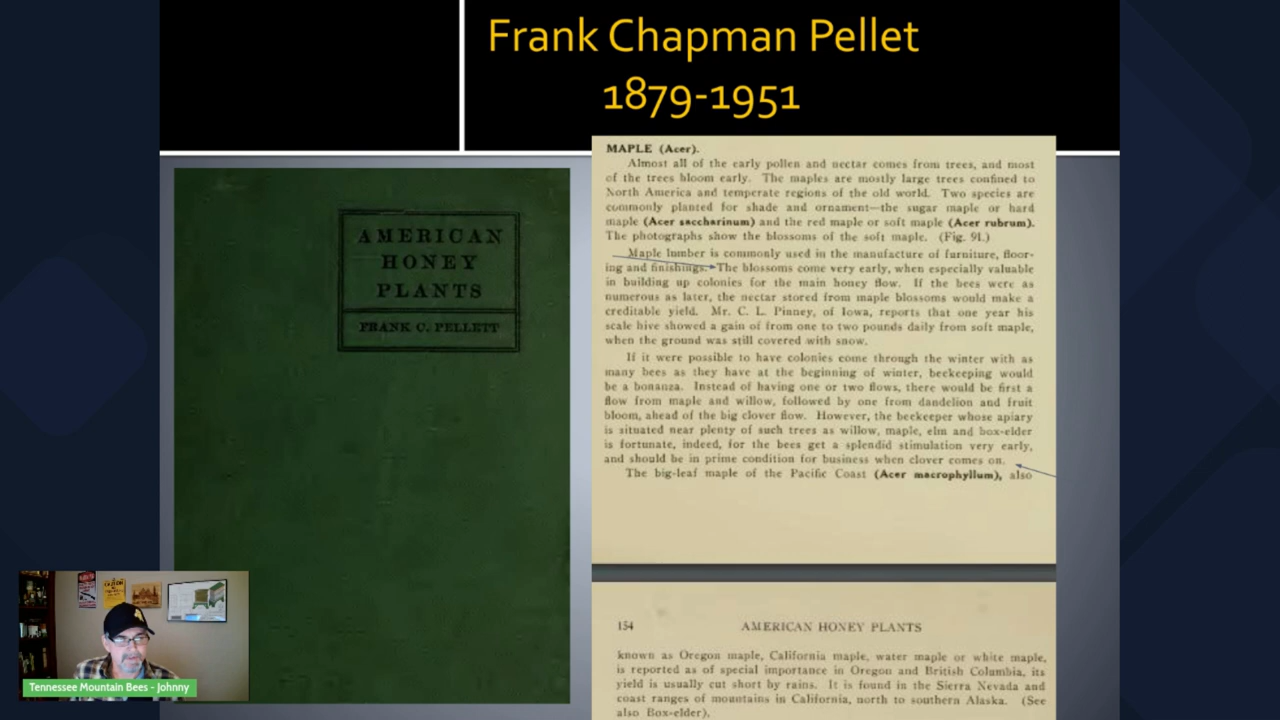 Frank Chapman Pellet
1879-1951
AMERICAN
HONEY
PLANTS
FRANK C. PELLETT
MAPLE (Acer).
Almost all of the early pollen and nectar comes from trees, and most
of the trees bloom early. The maples are mostly large trees confined to
North America and temperate regions of the old world. Two species are
commonly planted for shade and ornament—the sugar maple or hard
maple (Acer saccharinum) and the red maple or soft maple (Acer rubrum).
The photographs show the blossoms of the soft maple. (Fig. 91.)
Maple lumber is commonly used in the manufacture of furniture, floor-
ing and finishings. The blossoms come very early, when especially valuable
in building up colonies for the main honey flow. If the bees were as
numerous as later, the nectar stored from maple blossoms would make a
creditable yield. Mr. C. L. Pinney, of Iowa, reports that one year his
scale hive showed a gain of from one to two pounds daily from soft maple,
when the ground was still covered with snow.
If it were possible to have colonies come through the winter with as
many bees as they have at the beginning of winter, beekeeping would
be a bonanza. Instead of having one or two flows, there would be first a
flow from maple and willow, followed by one from dandelion and fruit
bloom, ahead of the big clover flow. However, the beekeeper whose apiary
is situated near plenty of such trees as willow, maple, elm and box-elder
is fortunate, indeed, for the bees get a splendid stimulation very early,
and should be in prime condition for business when clover comes on.
The big-leaf maple of the Pacific Coast (Acer macrophyllum), also
154 AMERICAN HONEY PLANTS
known as Oregon maple, California maple, water maple or white maple,
is reported as of special importance in Oregon and British Columbia, its
yield is usually cut short by rains. It is found in the Sierra Nevada and
coast ranges of mountains in California, north to southern Alaska. (See
also Box-elder).
Tennessee Mountain Bees - Johnny